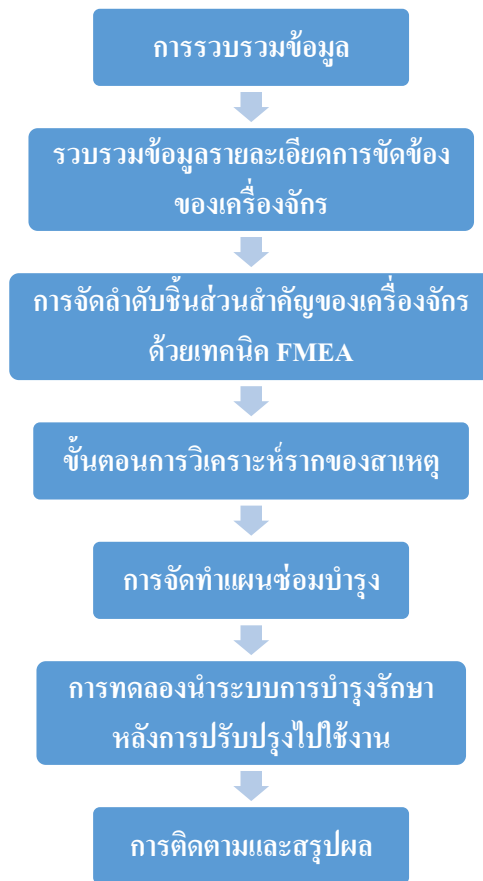 การรวบรวมข้อมูล
รวบรวมข้อมูลรายละเอียดการขัดข้อง
ของเครื่องจักร
การจัดลำดับชิ้นส่วนสำคัญของเครื่องจักร
ด้วยเทคนิค FMEA
ขั้นตอนการวิเคราะห์รากของสาเหตุ
การจัดทำแผนซ่อมบำรุง
การทดลองนำระบบการบำรุงรักษา
หลังการปรับปรุงไปใช้งาน
การติดตามและสรุปผล